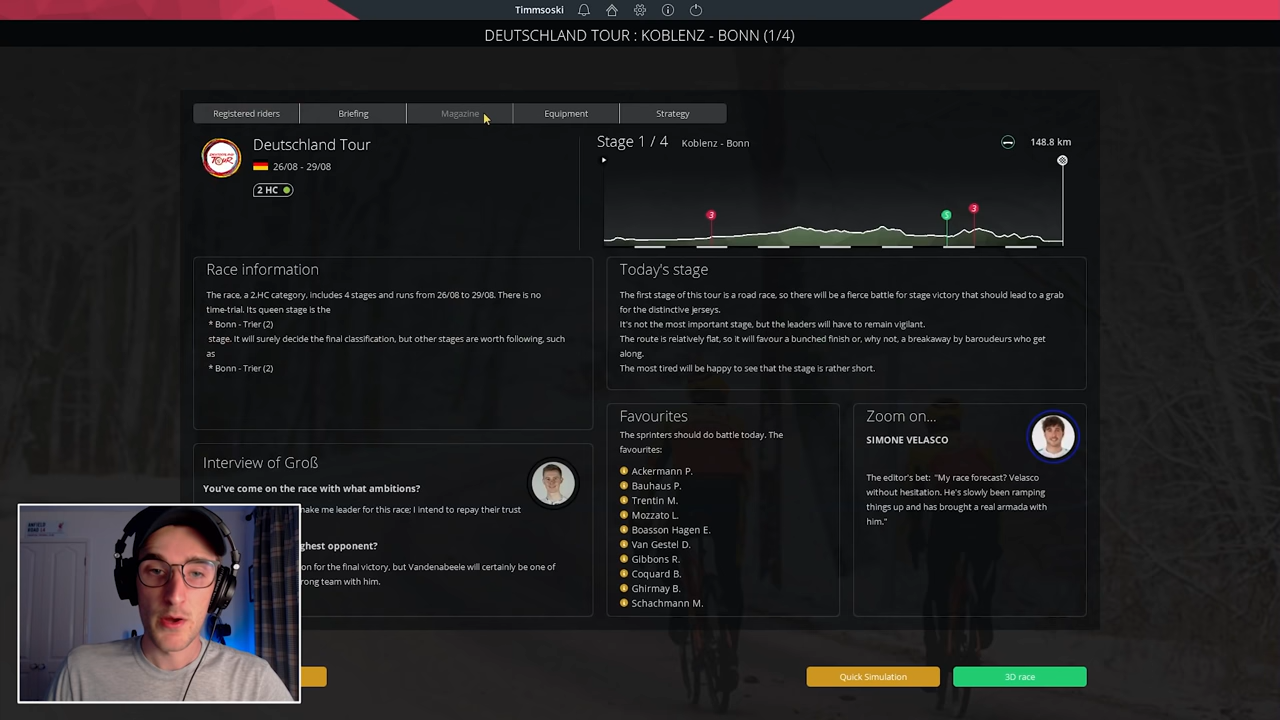 Timmsoski
DEUTSCHLAND TOUR : KOBLENZ - BONN (1/4)
Registered riders
Briefing
Magazine
Equipment
Strategy
Deutschland Tour
26/08 - 29/08
2 HC
Stage 1 / 4
Koblenz - Bonn
148.8 km
3
S
3
Race information
The race, a 2.HC category, includes 4 stages and runs from 26/08 to 29/08. There is no
time-trial. Its queen stage is the
* Bonn - Trier (2)
stage. It will surely decide the final classification, but other stages are worth following, such
as
* Bonn - Trier (2)
Today's stage
The first stage of this tour is a road race, so there will be a fierce battle for stage victory that should lead to a grab
for the distinctive jerseys.
It's not the most important stage, but the leaders will have to remain vigilant.
The route is relatively flat, so it will favour a bunched finish or, why not, a breakaway by baroudeurs who get
along.
The most tired will be happy to see that the stage is rather short.
Interview of Groß
You've come on the race with what ambitions?
make me leader for this race; I intend to repay their trust
ghest opponent?
on for the final victory, but Vandenabeele will certainly be one of
rong team with him.
Favourites
The sprinters should do battle today. The
favourites:
Ackermann P.
Bauhaus P.
Trentin M.
Mozzato L.
Boasson Hagen E.
Van Gestel D.
Gibbons R.
Coquard B.
Ghirmay B.
Schachmann M.
Zoom on...
SIMONE VELASCO
The editor's bet: "My race forecast? Velasco
without hesitation. He's slowly been ramping
things up and has brought a real armada with
him."
Quick Simulation
3D race